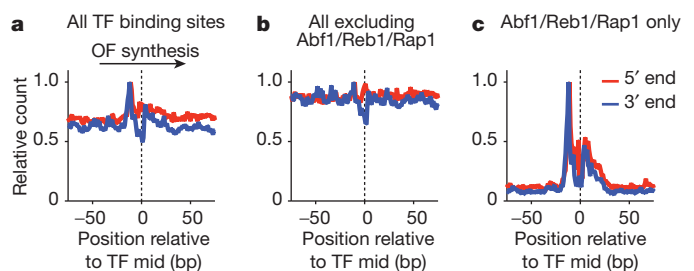 a All TF binding sites
OF synthesis
Relative count
1.0
0.5
0
−50 0 50
Position relative
to TF mid (bp)
b All excluding
Abf1/Reb1/Rap1
1.0
0.5
0
−50 0 50
Position relative
to TF mid (bp)
c Abf1/Reb1/Rap1 only
5′ end
3′ end
1.0
0.5
0
−50 0 50
Position relative
to TF mid (bp)